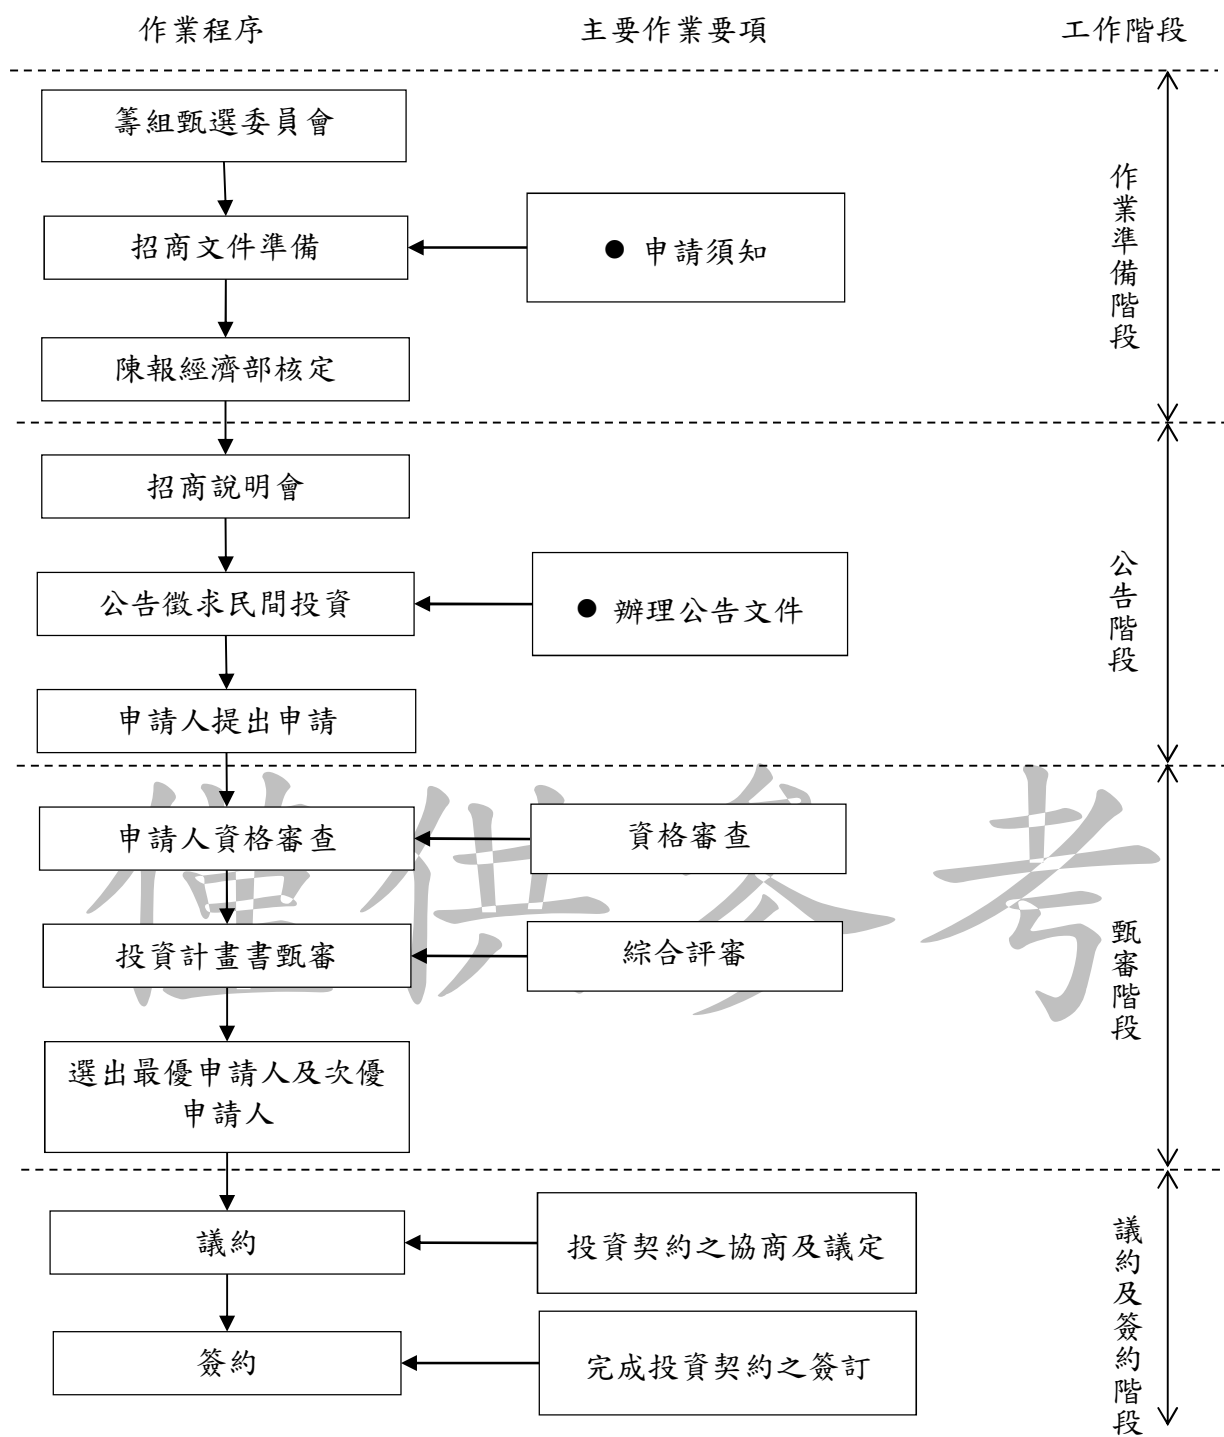 作業程序 主要作業要項 工作階段
籌組甄選委員會
招商文件準備
● 申請須知
陳報經濟部核定
作業準備階段
招商說明會
公告徵求民間投資
● 辦理公告文件
申請人提出申請
公告階段
僅供參考
申請人資格審查
資格審查
投資計畫書甄審
綜合評審
選出最優申請人及次優
申請人
甄審階段
議約
投資契約之協商及議定
簽約
完成投資契約之簽訂
議約及簽約階段